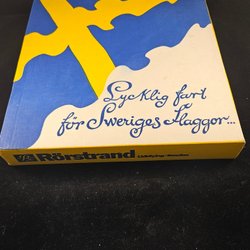 Lycklig fart
för Sveriges Flaggor...
Rörstrand